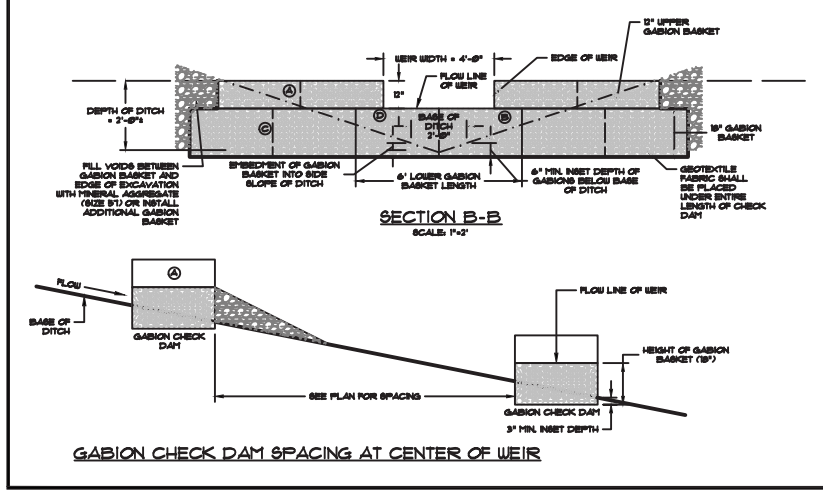 12" UPPER
GABION BASKET
WEIR WIDTH = 4'-0"
EDGE OF WEIR
FLOW LINE
OF WEIR
12"
A
DEPTH OF DITCH
= 2'-0"±
D
B
BASE OF
DITCH
2'-0"
C
18" GABION
BASKET
FILL VOIDS BETWEEN
GABION BASKET AND
EDGE OF EXCAVATION
WITH MINERAL AGGREGATE
(SIZE 57) OR INSTALL
ADDITIONAL GABION
BASKET
EMBEDMENT OF GABION
BASKET INTO SIDE
SLOPE OF DITCH
6' LOWER GABION
BASKET LENGTH
6" MIN. INSET DEPTH OF
GABIONS BELOW BASE
OF DITCH
GEOTEXTILE
FABRIC SHALL
BE PLACED
UNDER ENTIRE
LENGTH OF CHECK
DAM
SECTION B-B
SCALE: 1"=2'
FLOW
A
BASE OF
DITCH
GABION CHECK
DAM
FLOW LINE OF WEIR
HEIGHT OF GABION
BASKET (18")
SEE PLAN FOR SPACING
GABION CHECK DAM
3" MIN. INSET DEPTH
GABION CHECK DAM SPACING AT CENTER OF WEIR